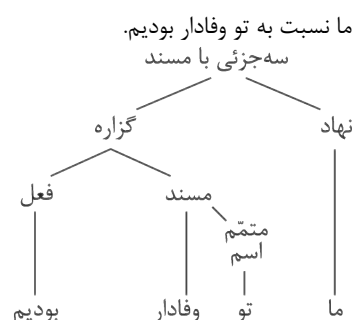 ما نسبت به تو وفادار بودیم.
سه‌جزئی با مسند
نهاد
گزاره
مسند
فعل
متمّم
اسم
ما
تو
وفادار
بودیم